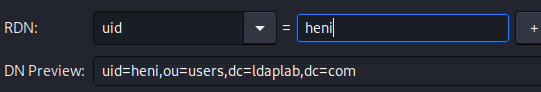 RDN: uid = heni +
DN Preview: uid=heni,ou=users,dc=ldaplab,dc=com